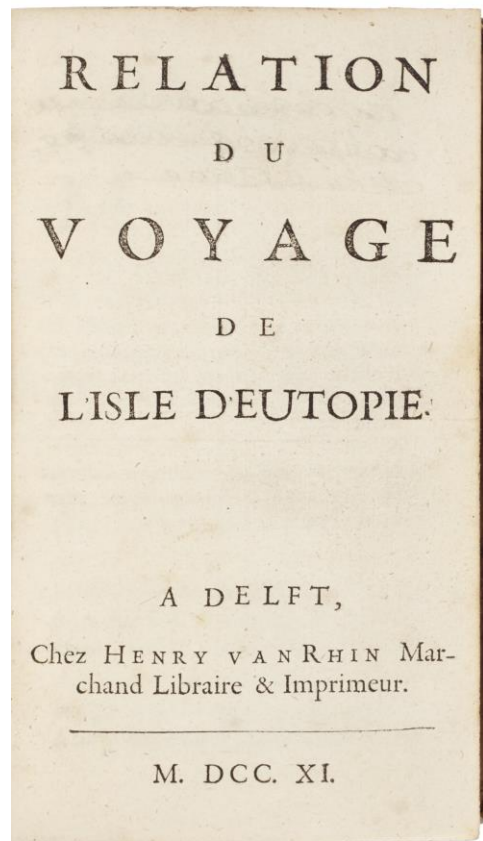 RELATION
DU
VOYAGE
DE
L'ISLE D'EUTOPIE.
A DELFT,
Chez HENRY VAN RHIN Mar-
chand Libraire & Imprimeur.
M. DCC. XI.